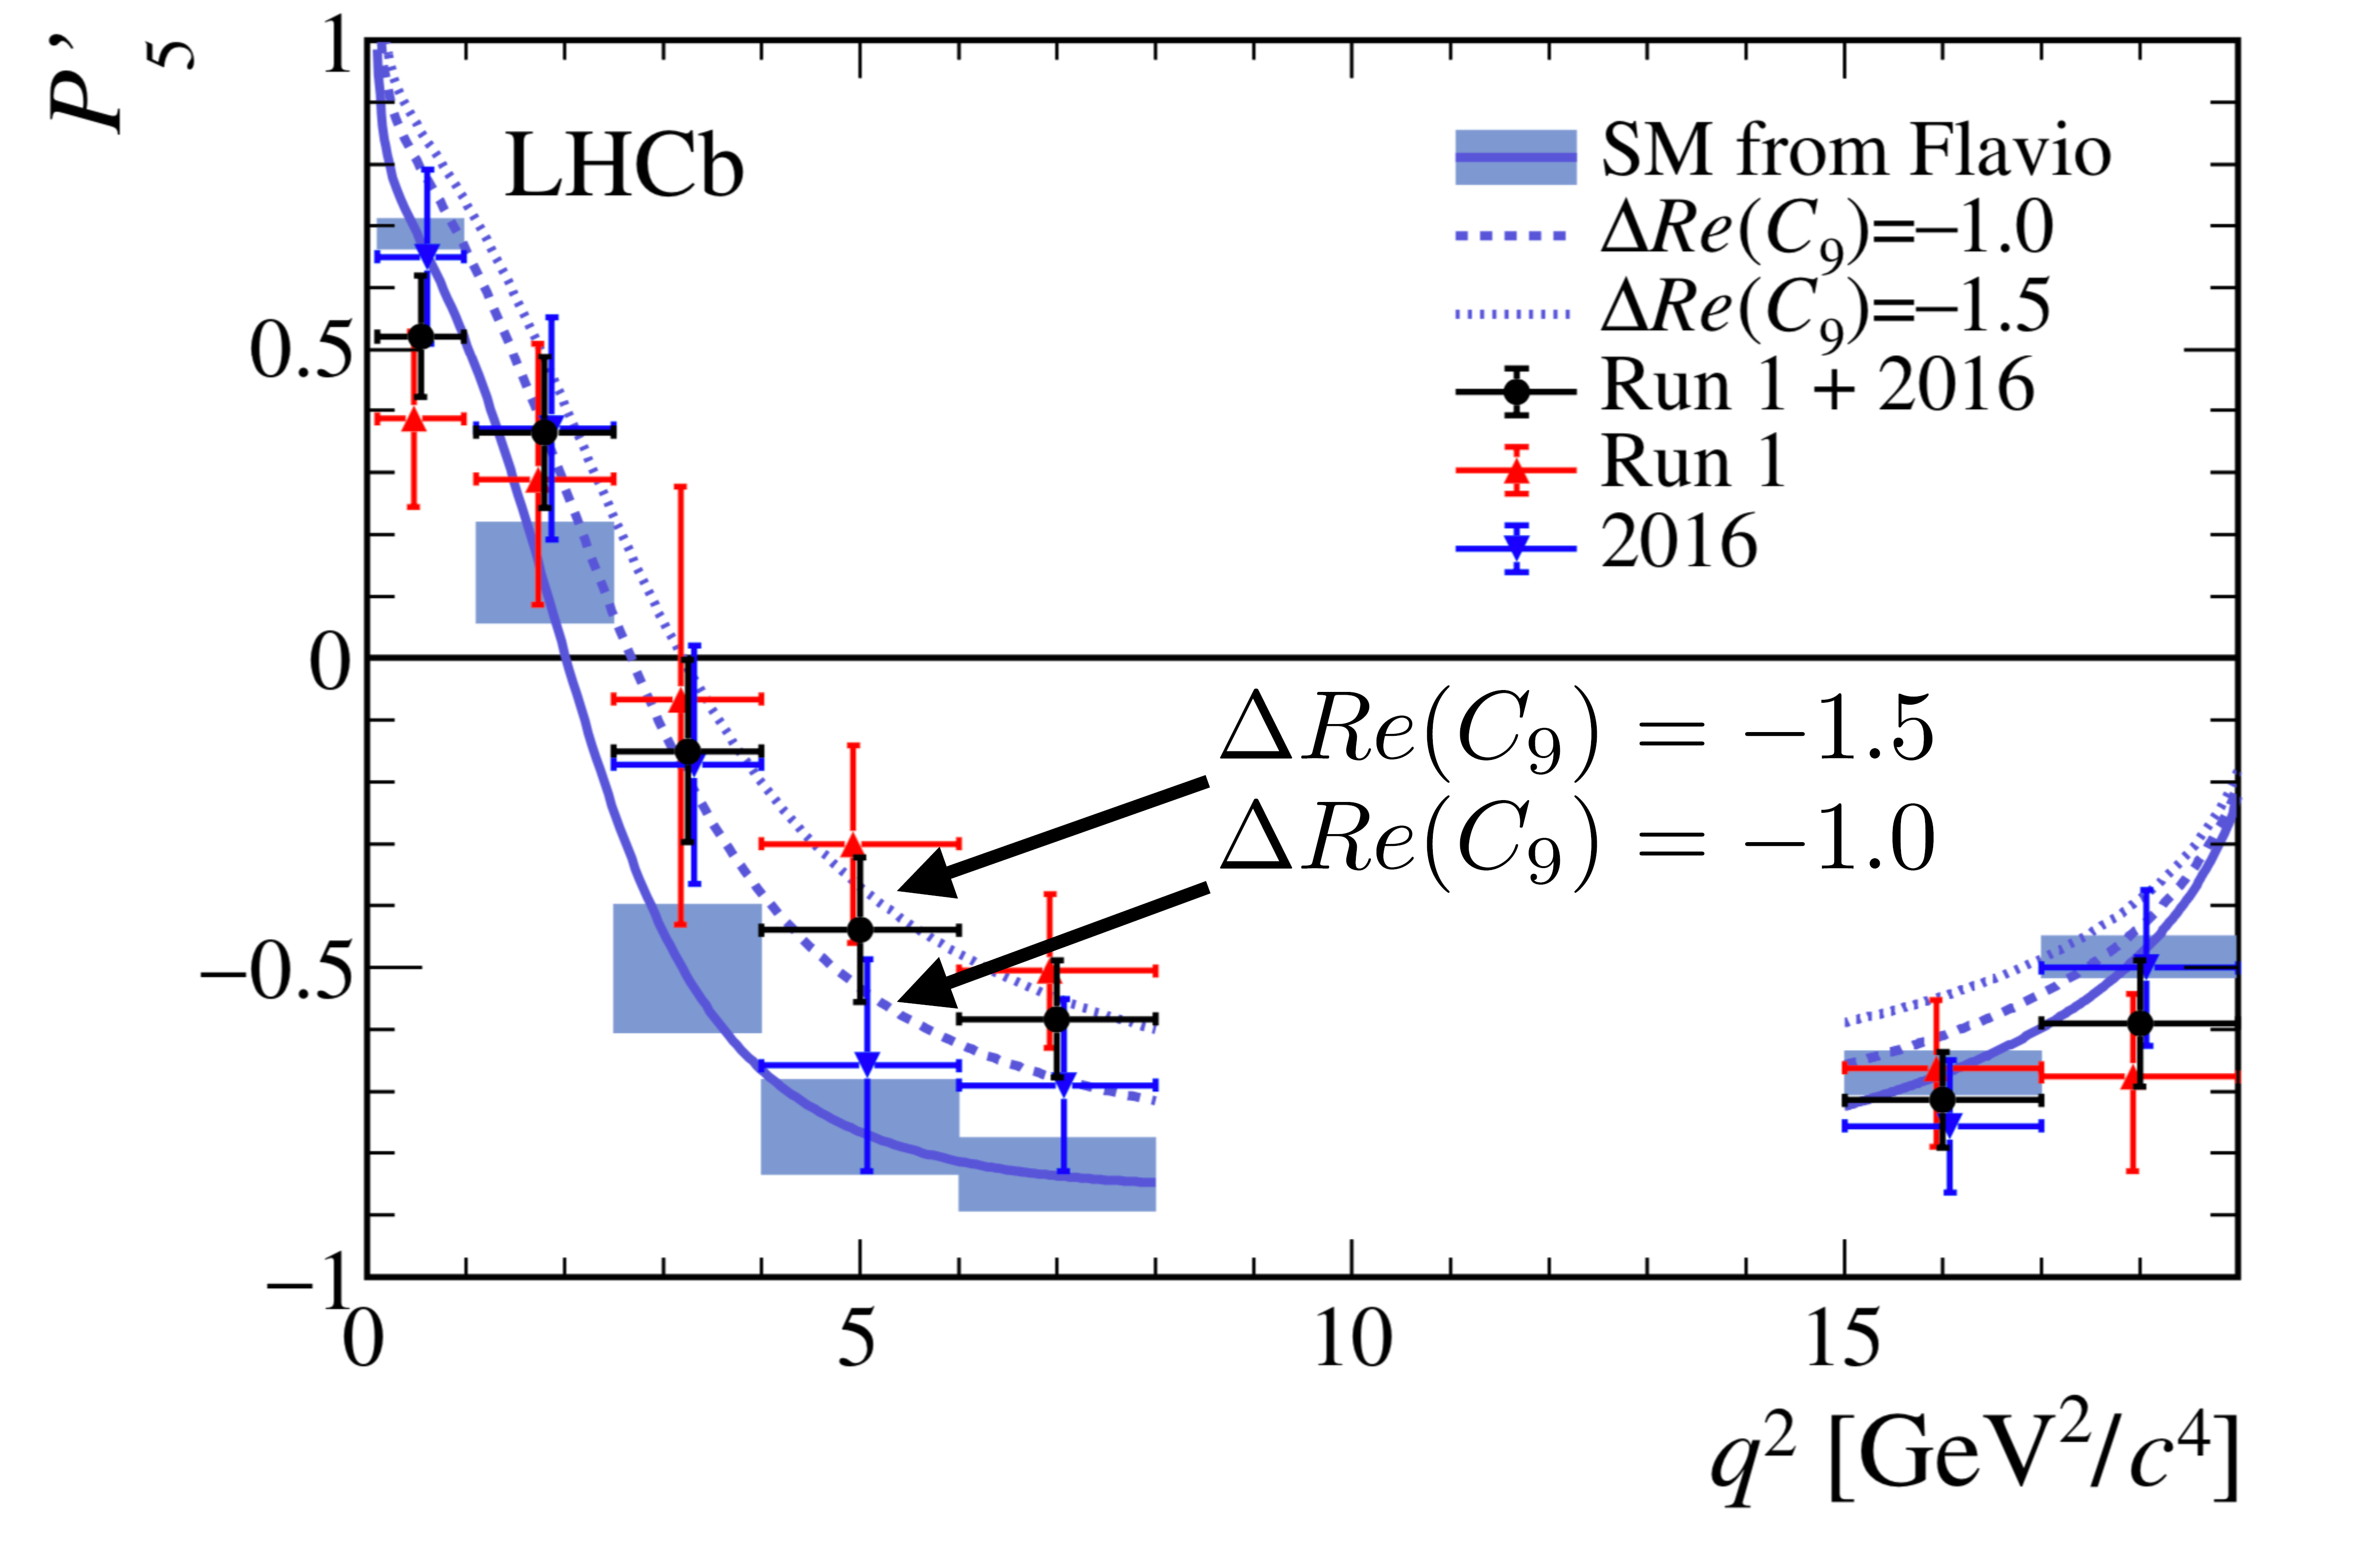 P′5
LHCb
SM from Flavio
ΔRe(C9)=−1.0
ΔRe(C9)=−1.5
Run 1 + 2016
Run 1
2016
1
0.5
0
−0.5
−1
ΔRe(C9) = −1.5
ΔRe(C9) = −1.0
0 5 10 15
q² [GeV²/c⁴]